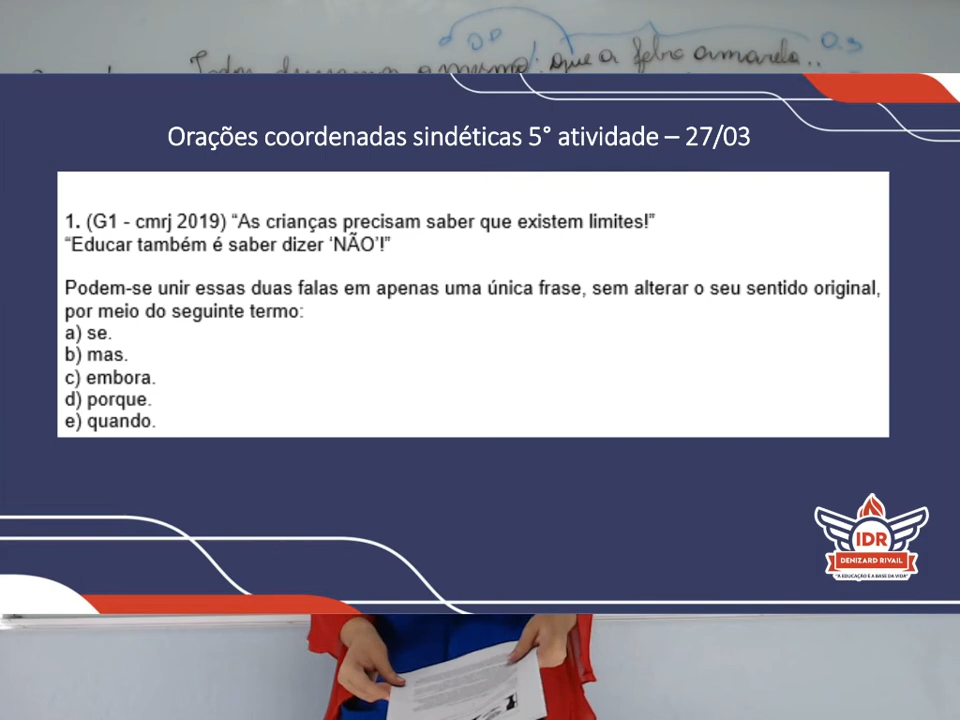 que a febre amarela..
O.S
Orações coordenadas sindéticas 5° atividade – 27/03
1. (G1 - cmrj 2019) “As crianças precisam saber que existem limites!”
“Educar também é saber dizer ‘NÃO’!”
Podem-se unir essas duas falas em apenas uma única frase, sem alterar o seu sentido original,
por meio do seguinte termo:
a) se.
b) mas.
c) embora.
d) porque.
e) quando.
IDR
DENIZARD RIVAIL
"A EDUCAÇÃO É A BASE DA VIDA"